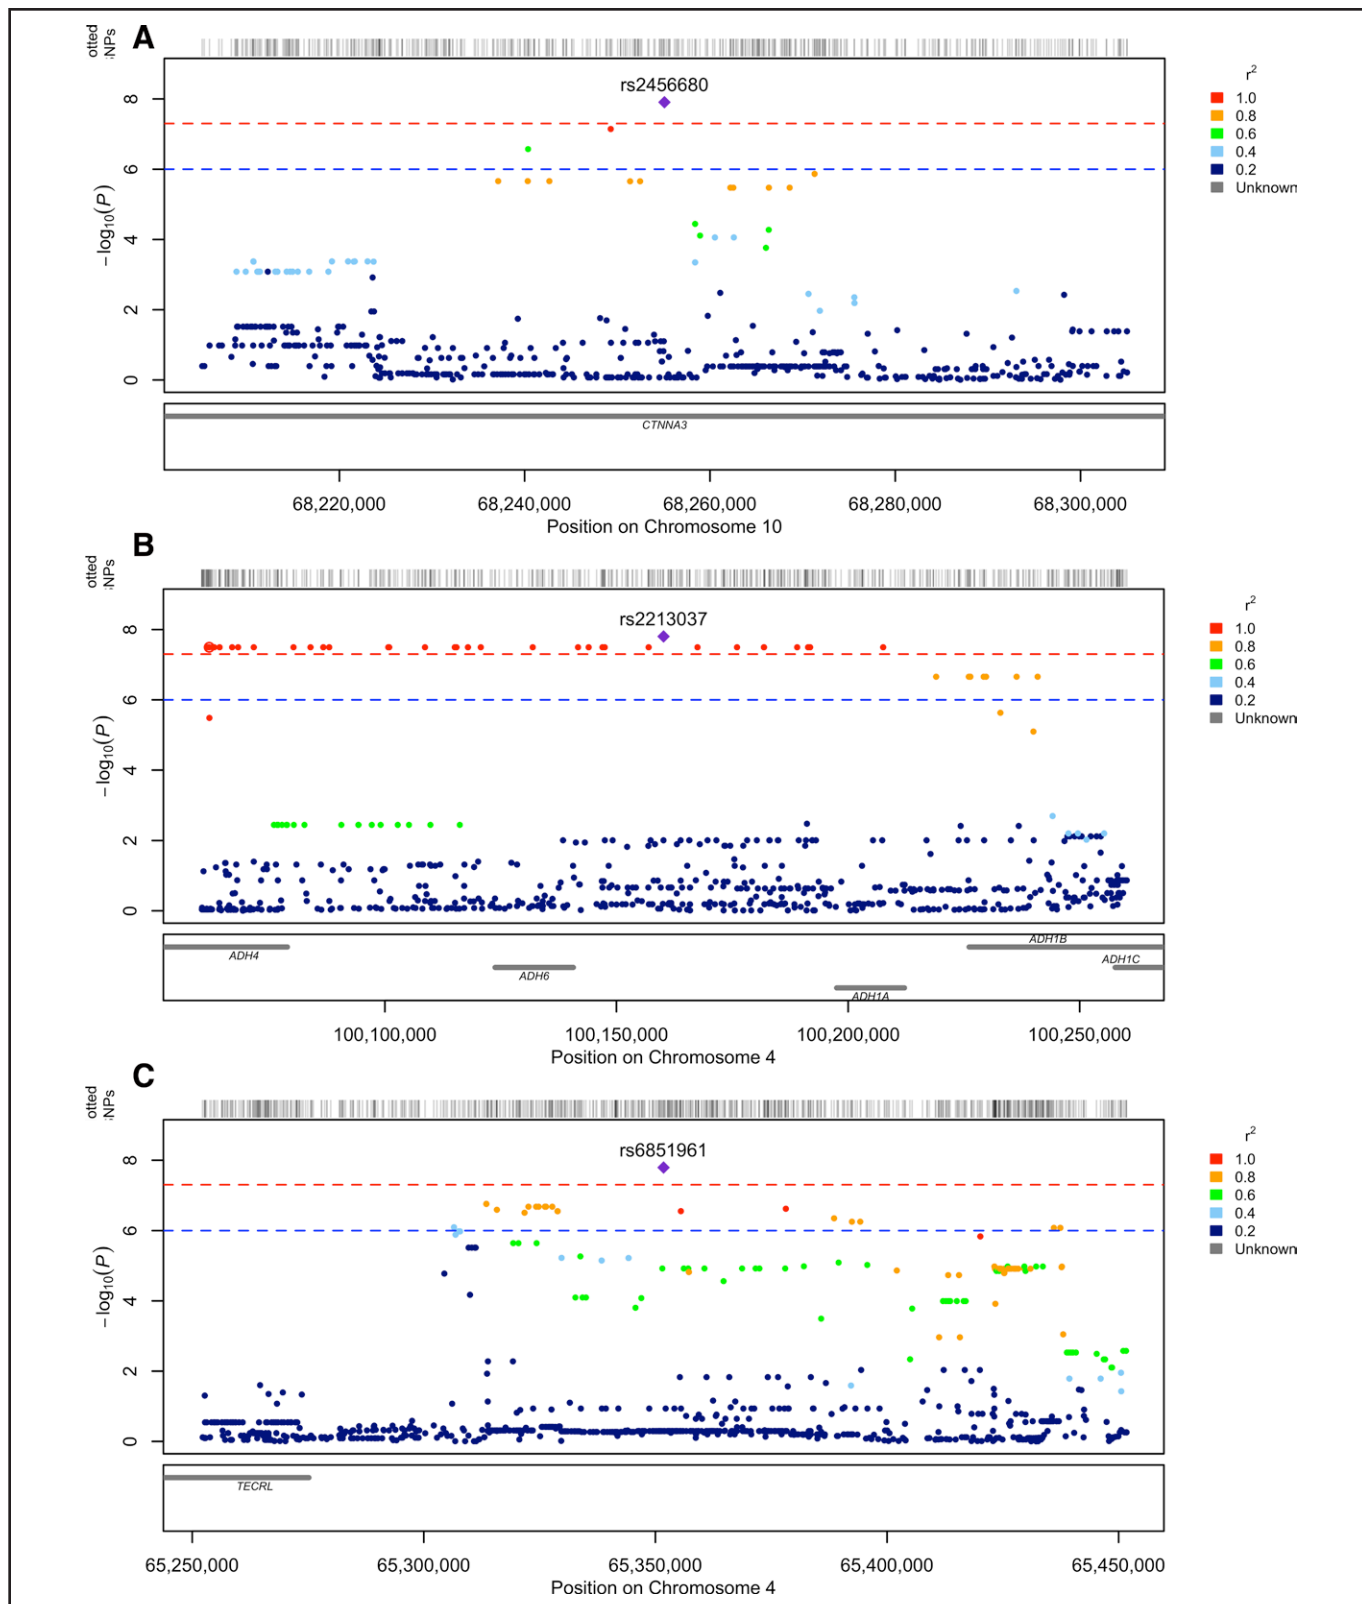 A
otted
:NPs
rs2456680
r2
1.0
0.8
0.6
0.4
0.2
Unknown
8
6
4
2
0
−log10(P)
CTNNA3
68,220,000 68,240,000 68,260,000 68,280,000 68,300,000
Position on Chromosome 10
B
otted
:NPs
rs2213037
r2
1.0
0.8
0.6
0.4
0.2
Unknown
8
6
4
2
0
−log10(P)
ADH4
ADH6
ADH1A
ADH1B
ADH1C
100,100,000 100,150,000 100,200,000 100,250,000
Position on Chromosome 4
C
otted
:NPs
rs6851961
r2
1.0
0.8
0.6
0.4
0.2
Unknown
8
6
4
2
0
−log10(P)
TECRL
65,250,000 65,300,000 65,350,000 65,400,000 65,450,000
Position on Chromosome 4